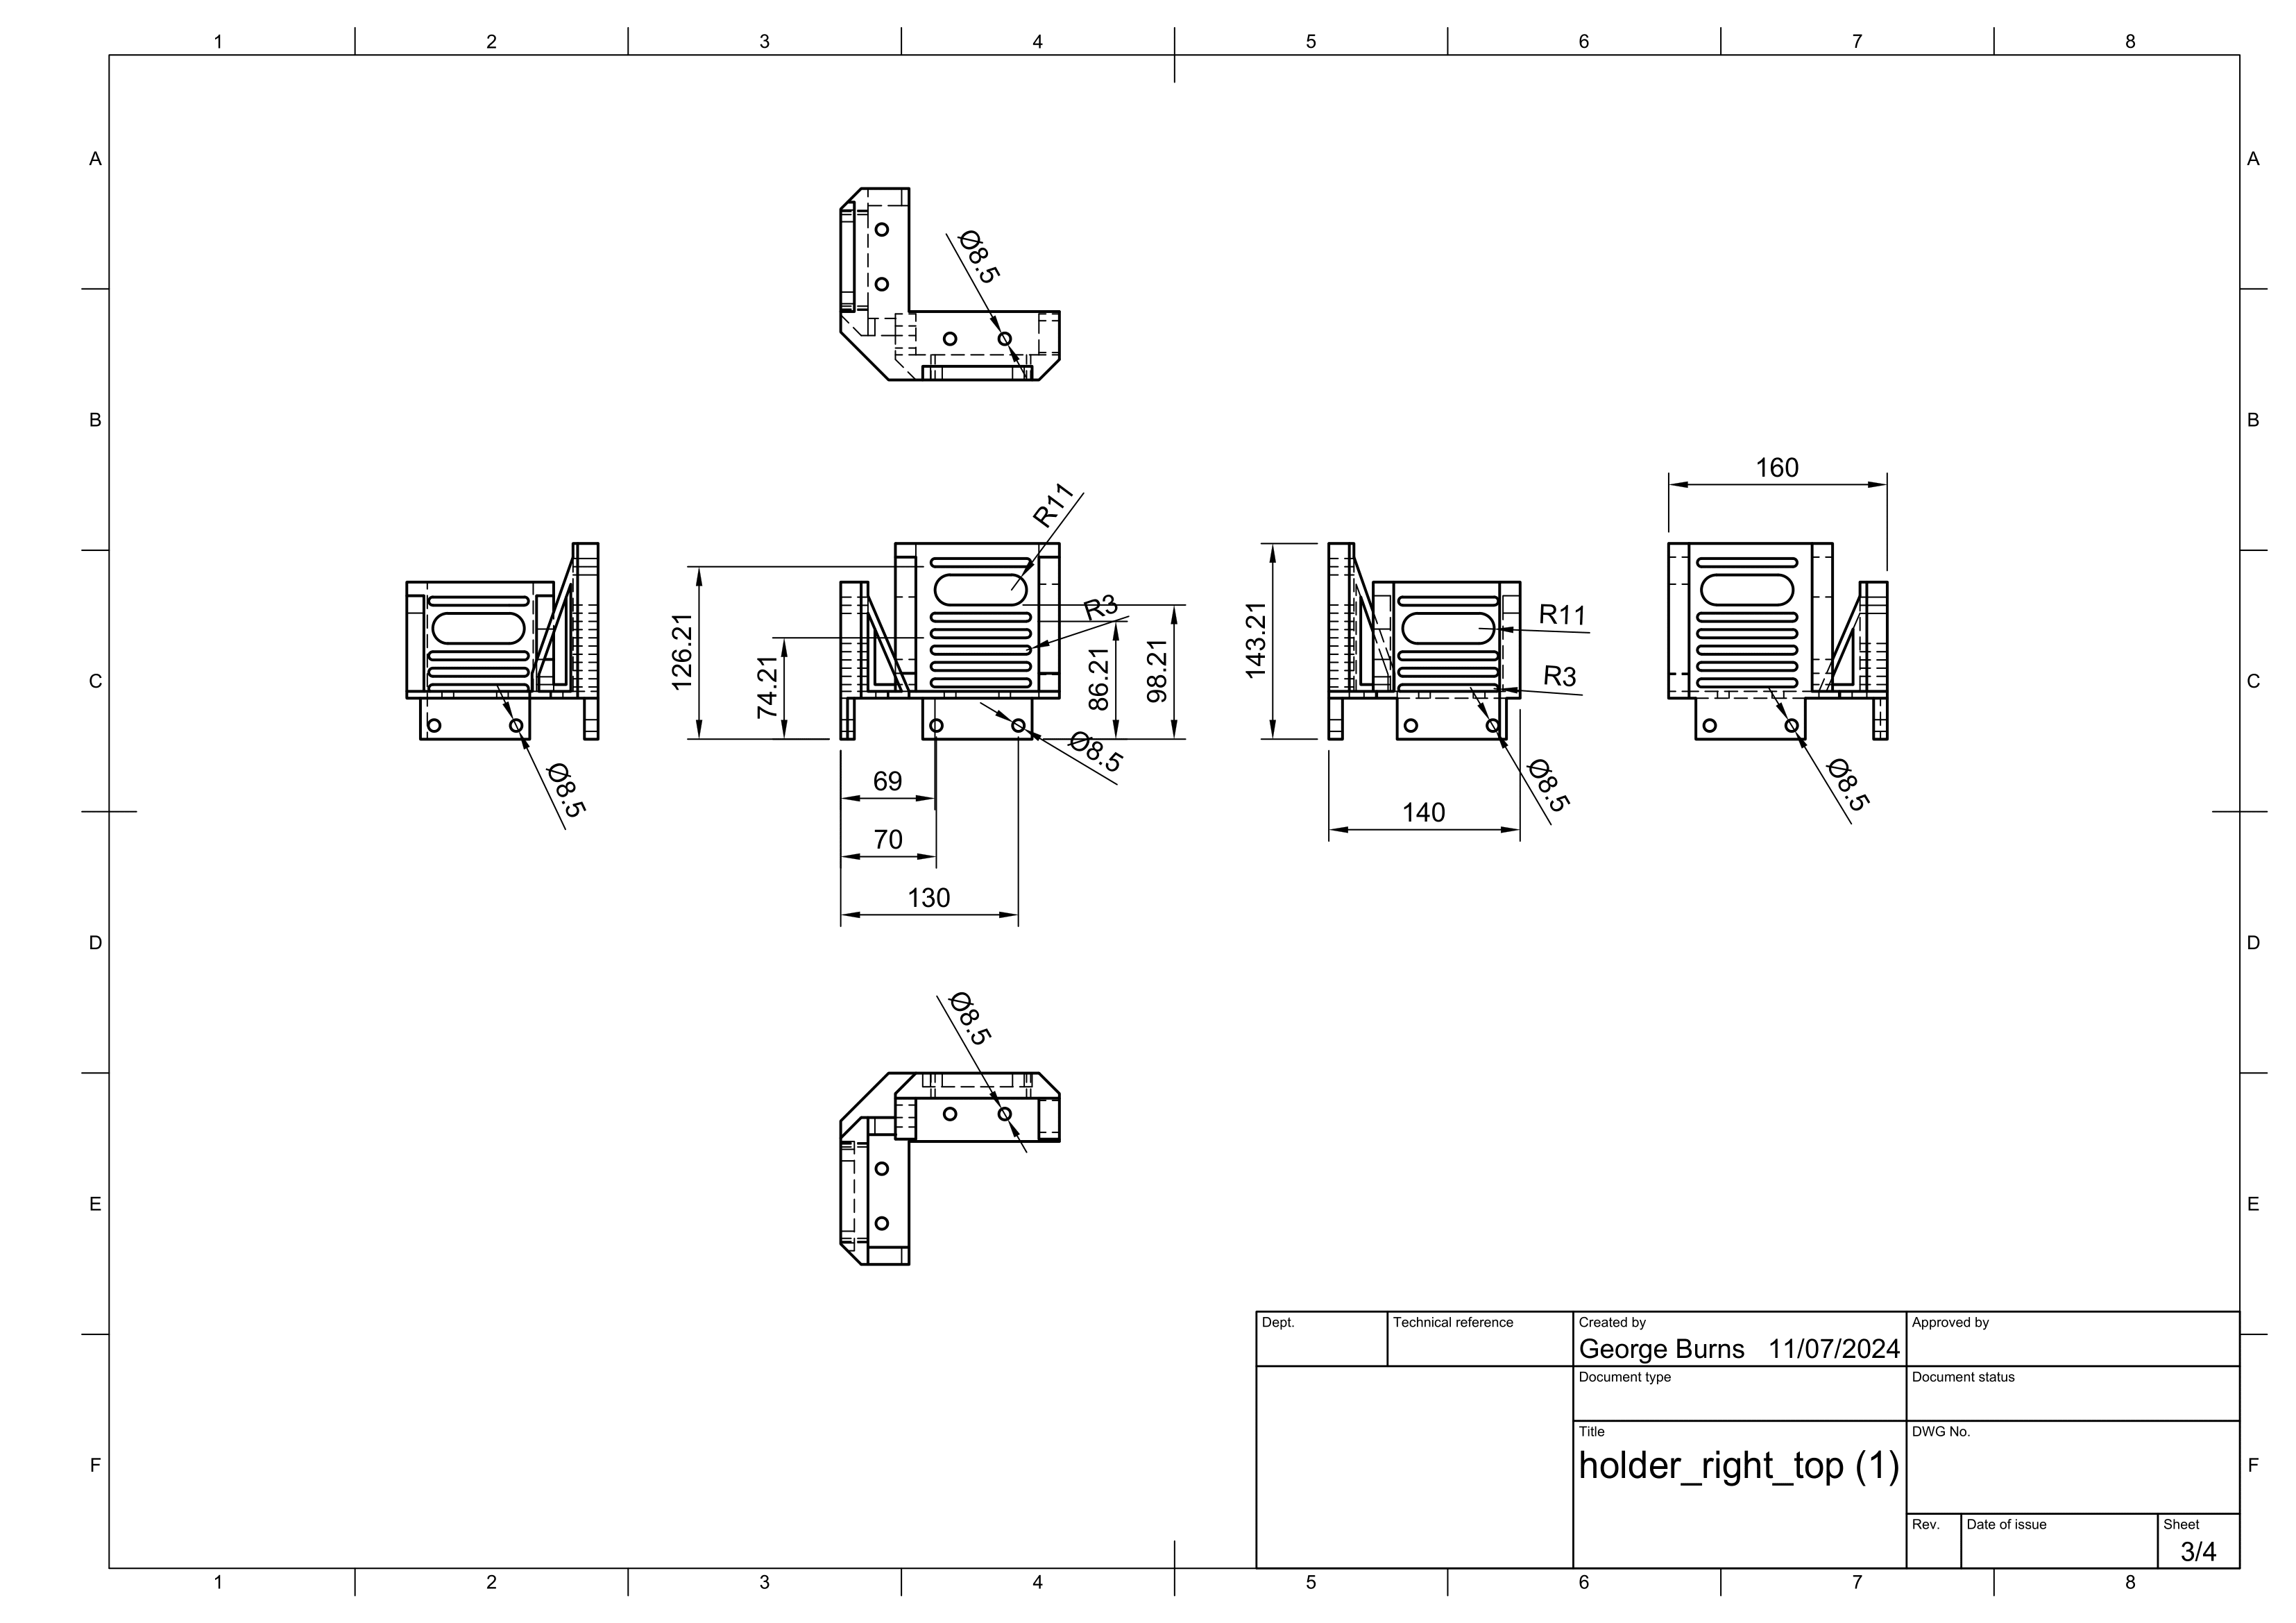 1 2 3 4 5 6 7 8
A A
Ø8.5
B B
160
R11
R3
126.21
74.21
86.21
98.21
143.21
R11
R3
C C
Ø8.5
69
Ø8.5
70
130
140
Ø8.5
Ø8.5
D D
Ø8.5
E E
Dept.
Technical reference
Created by
George Burns 11/07/2024
Approved by
Document type
Document status
Title
holder_right_top (1)
DWG No.
F F
Rev.
Date of issue
Sheet
3/4
1 2 3 4 5 6 7 8